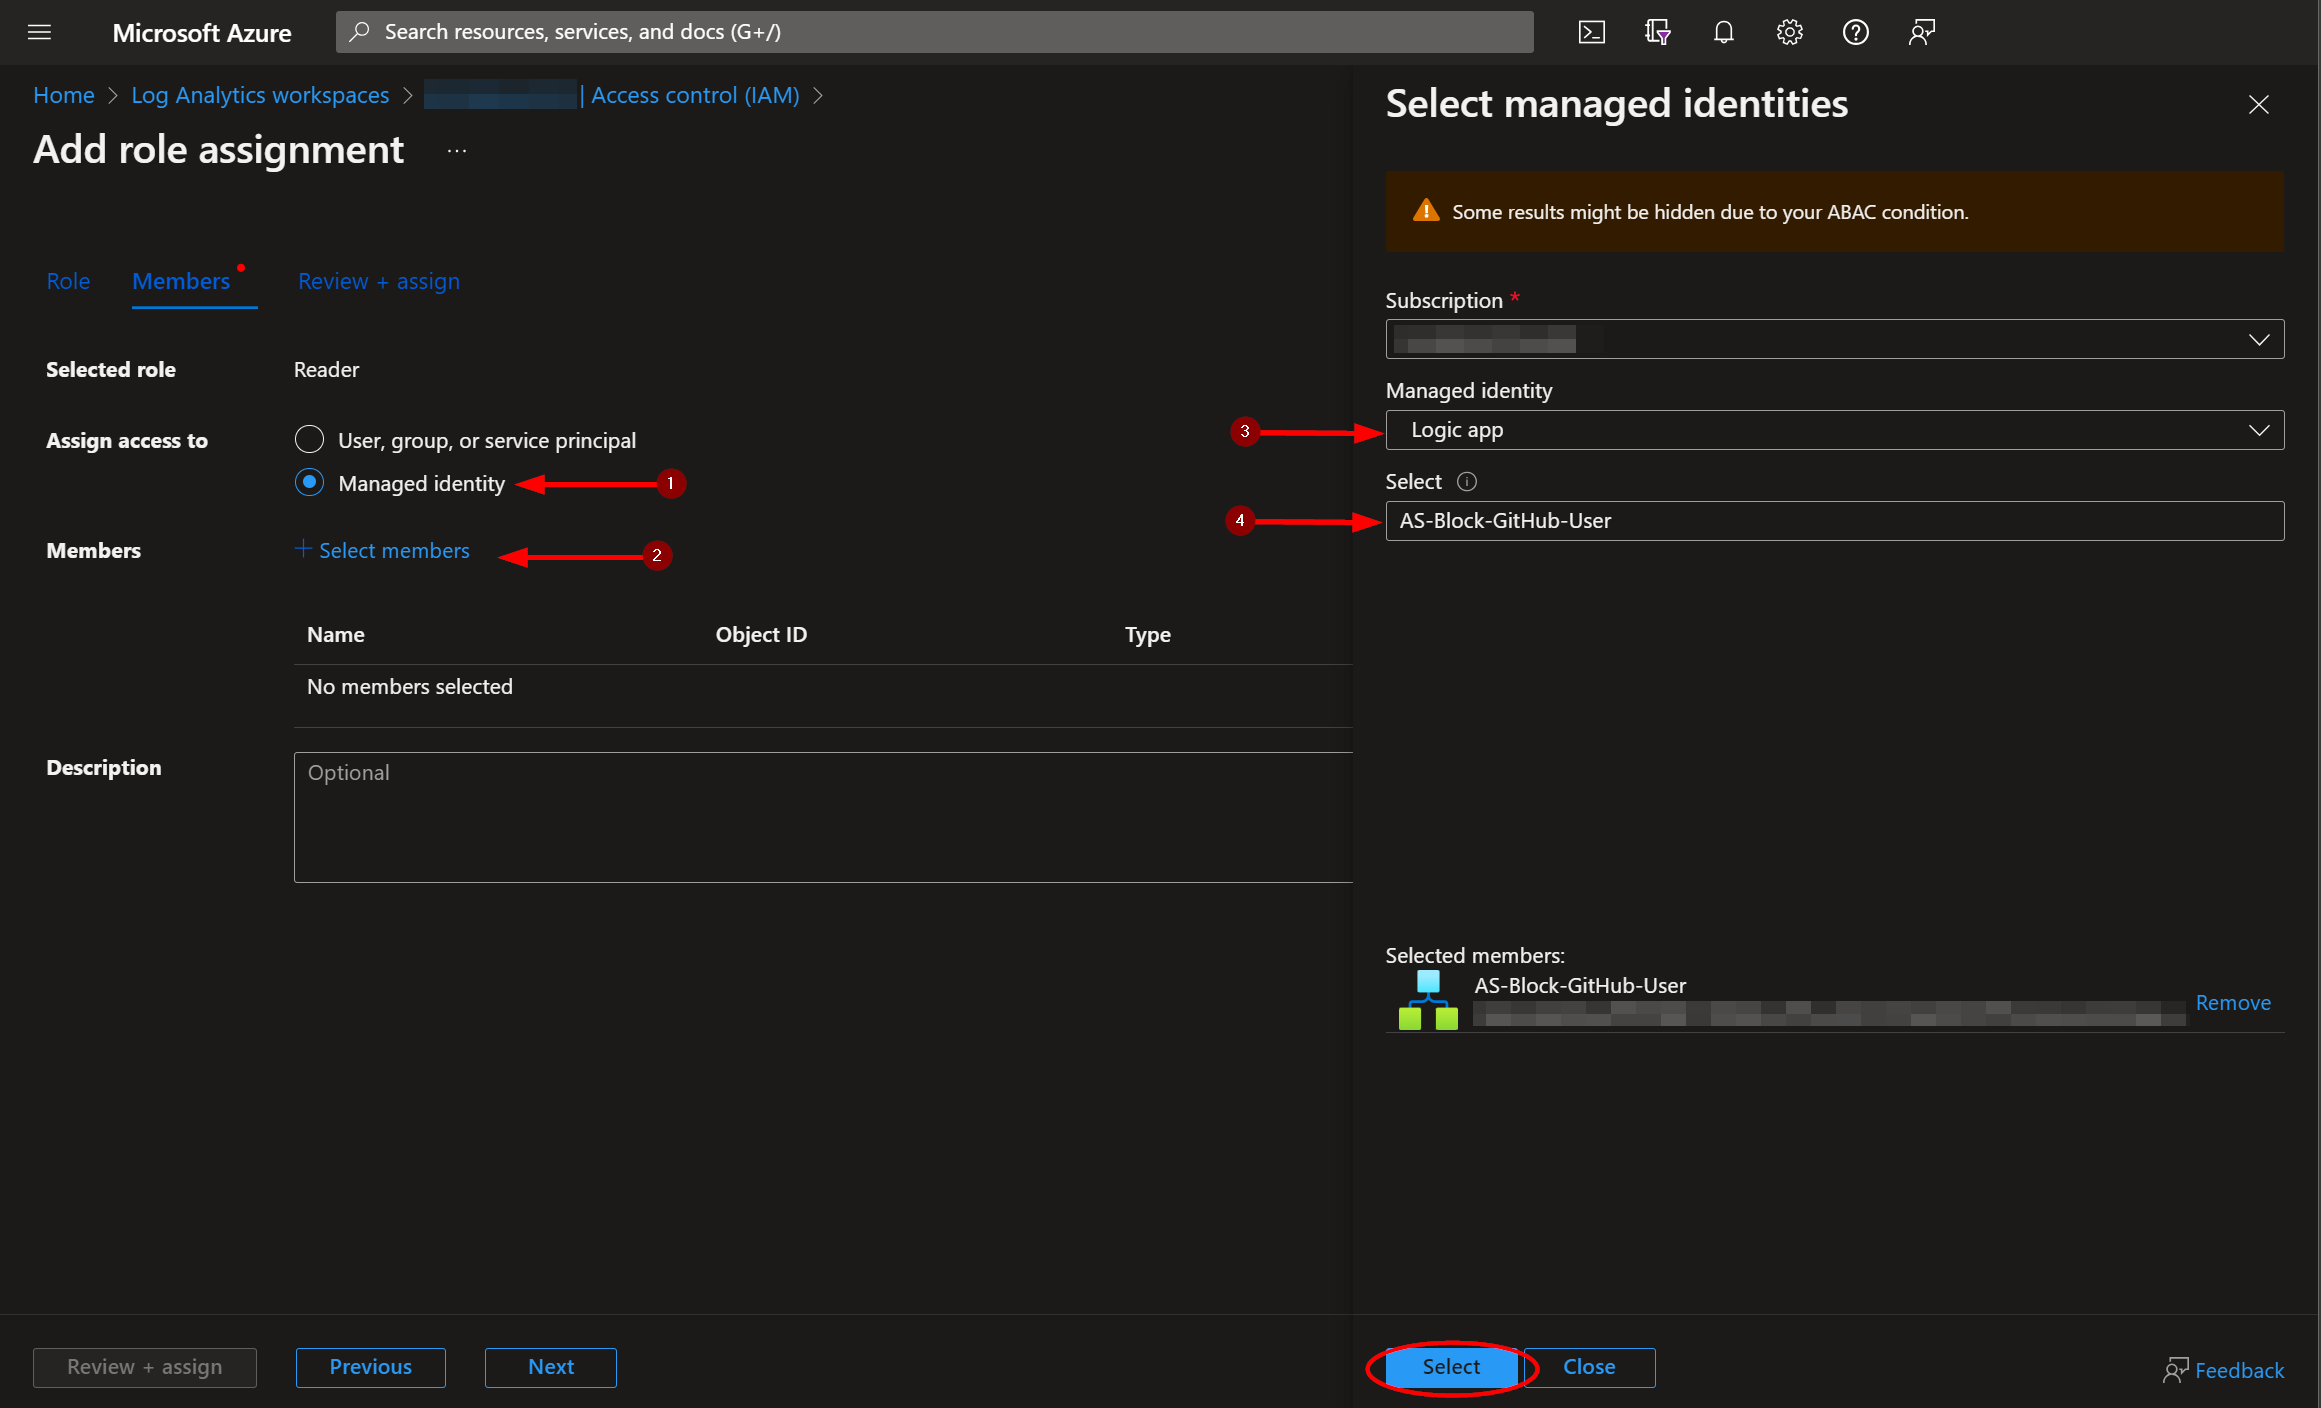 Microsoft Azure
Search resources, services, and docs (G+/)
Home
Log Analytics workspaces
| Access control (IAM)
Add role assignment
...
Role
Members
Review + assign
Selected role
Reader
Assign access to
User, group, or service principal
Managed identity
1
Members
+ Select members
2
Name
Object ID
Type
No members selected
Description
Optional
Review + assign
Previous
Next
Select managed identities
Some results might be hidden due to your ABAC condition.
Subscription *
Managed identity
3
Logic app
Select
4
AS-Block-GitHub-User
Selected members:
AS-Block-GitHub-User
Remove
Select
Close
Feedback